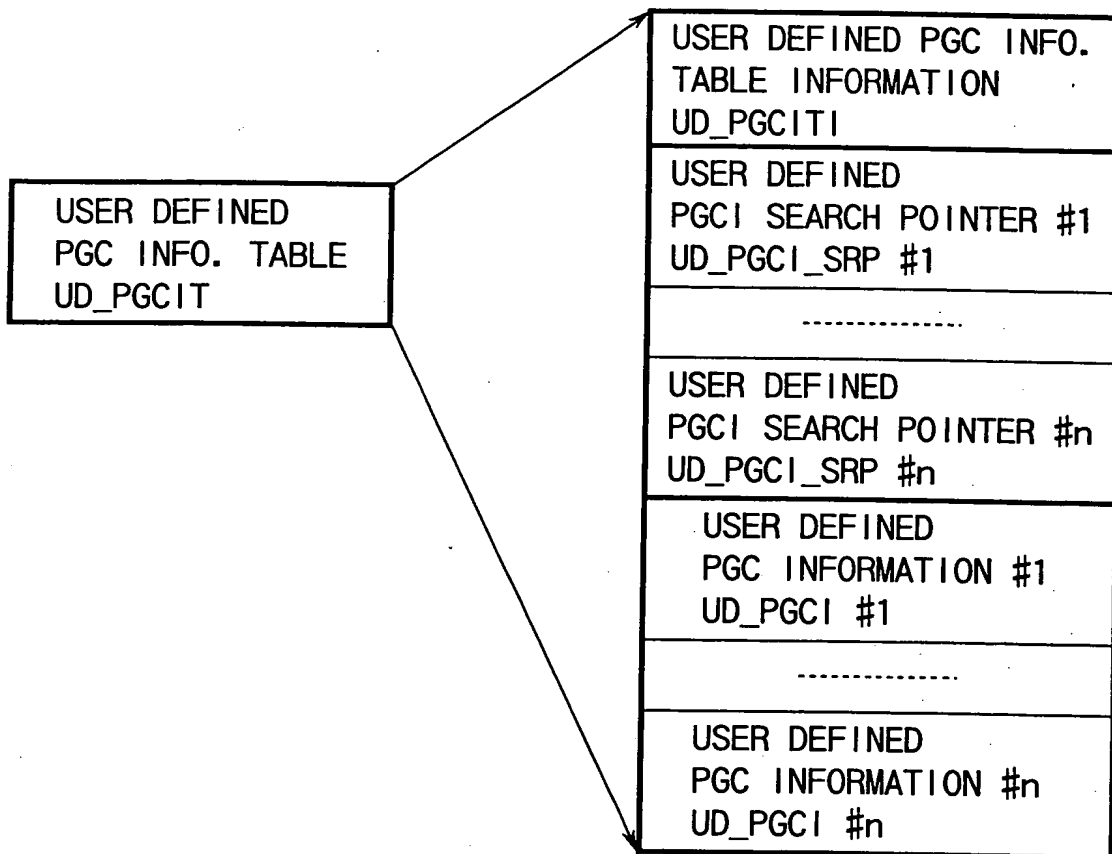 USER DEFINED
PGC INFO. TABLE
UD_PGCIT
USER DEFINED PGC INFO.
TABLE INFORMATION
UD_PGCITI
USER DEFINED
PGCI SEARCH POINTER #1
UD_PGCI_SRP #1
---------------
USER DEFINED
PGCI SEARCH POINTER #n
UD_PGCI_SRP #n
USER DEFINED
PGC INFORMATION #1
UD_PGCI #1
---------------
USER DEFINED
PGC INFORMATION #n
UD_PGCI #n